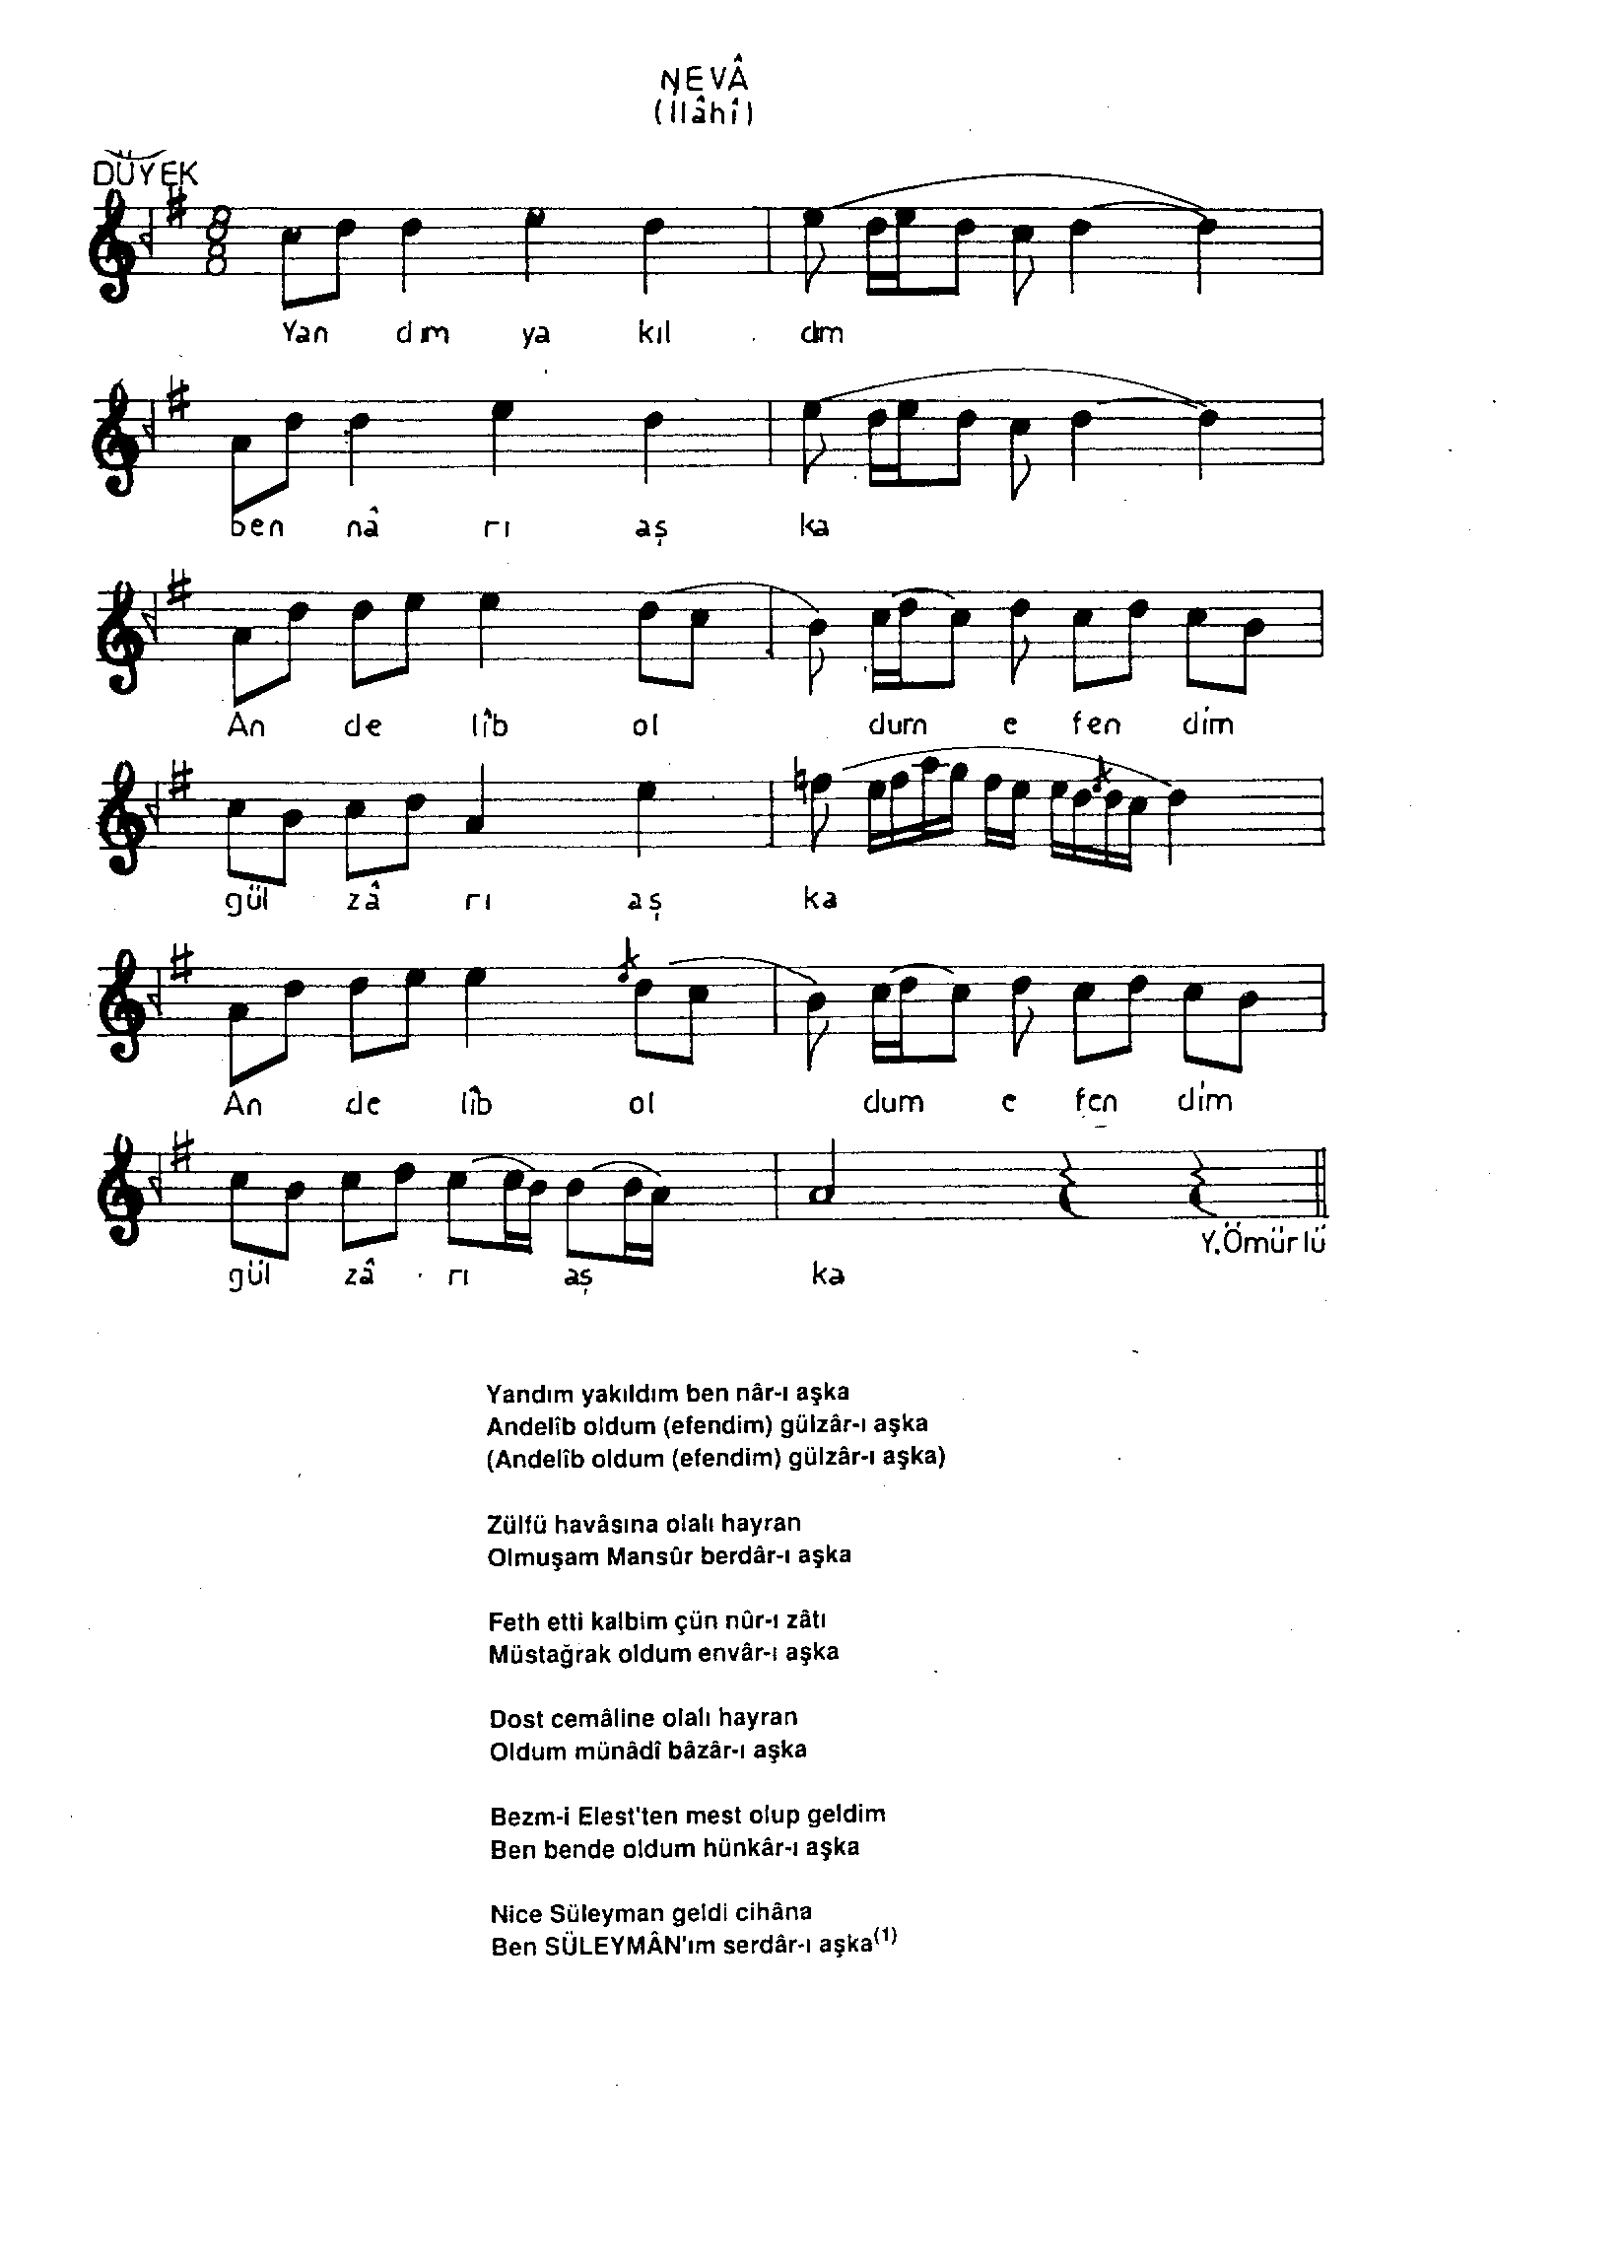 NEVÂ
(İlâhî)
DÜYEK
8
8
Yan dım ya kıl dım
ben nâ rı aş ka
An de lîb ol dum e fen dim
gül zâ rı aş ka
An de lîb ol dum e fen dim
gül zâ rı aş ka
Y.Ömürlü
Yandım yakıldım ben nâr-ı aşka
Andelîb oldum (efendim) gülzâr-ı aşka
(Andelîb oldum (efendim) gülzâr-ı aşka)
Zülfü havâsına olalı hayran
Olmuşam Mansûr berdâr-ı aşka
Feth etti kalbim çün nûr-ı zâtı
Müstağrak oldum envâr-ı aşka
Dost cemâline olalı hayran
Oldum münâdî bâzâr-ı aşka
Bezm-i Elest'ten mest olup geldim
Ben bende oldum hünkâr-ı aşka
Nice Süleyman geldi cihâna
Ben SÜLEYMÂN'ım serdâr-ı aşka(1)